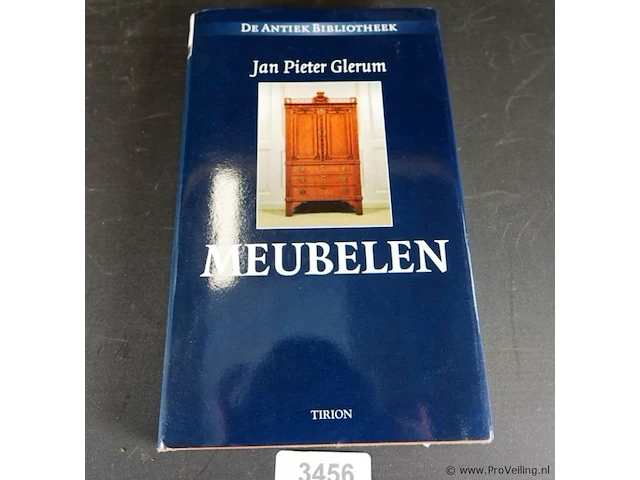 DE ANTIEK BIBLIOTHEEK
Jan Pieter Glerum
MEUBELEN
TIRION
3456
© www.ProVeiling.nl